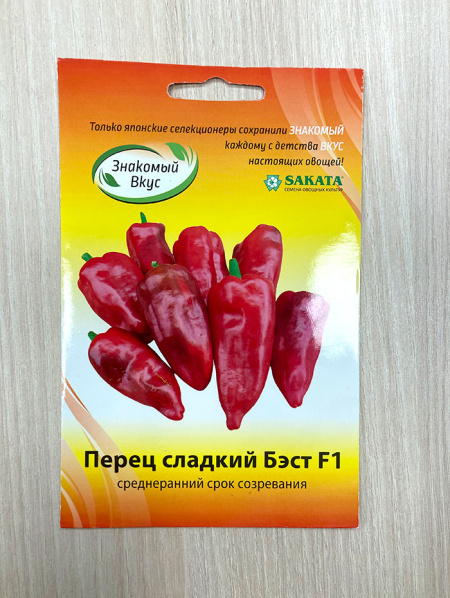 Только японские селекционеры сохранили ЗНАКОМЫЙ
каждому с детства ВКУС
настоящих овощей!
Знакомый
Вкус
SAKATA
СЕМЕНА ОВОЩНЫХ КУЛЬТУР
Перец сладкий Бэст F1
среднеранний срок созревания